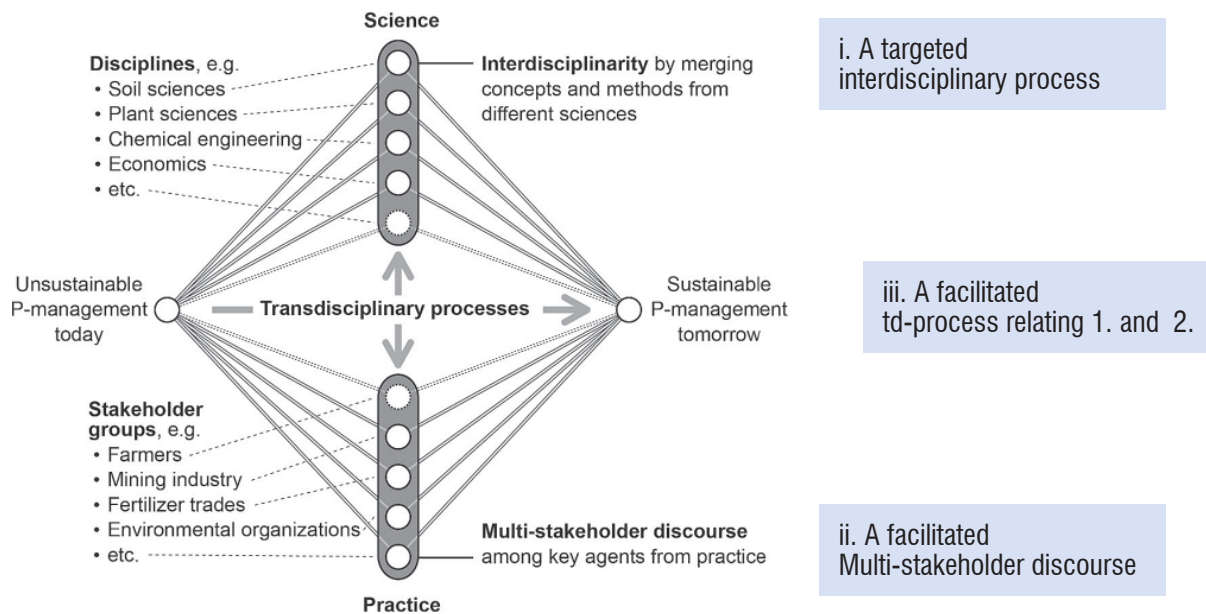 Science
Disciplines, e.g.
• Soil sciences
• Plant sciences
• Chemical engineering
• Economics
• etc.
Interdisciplinarity by merging
concepts and methods from
different sciences
i. A targeted
interdisciplinary process
Unsustainable
P-management
today
Transdisciplinary processes
Sustainable
P-management
tomorrow
iii. A facilitated
td-process relating 1. and 2.
Stakeholder
groups, e.g.
• Farmers
• Mining industry
• Fertilizer trades
• Environmental organizations
• etc.
Multi-stakeholder discourse
among key agents from practice
ii. A facilitated
Multi-stakeholder discourse
Practice